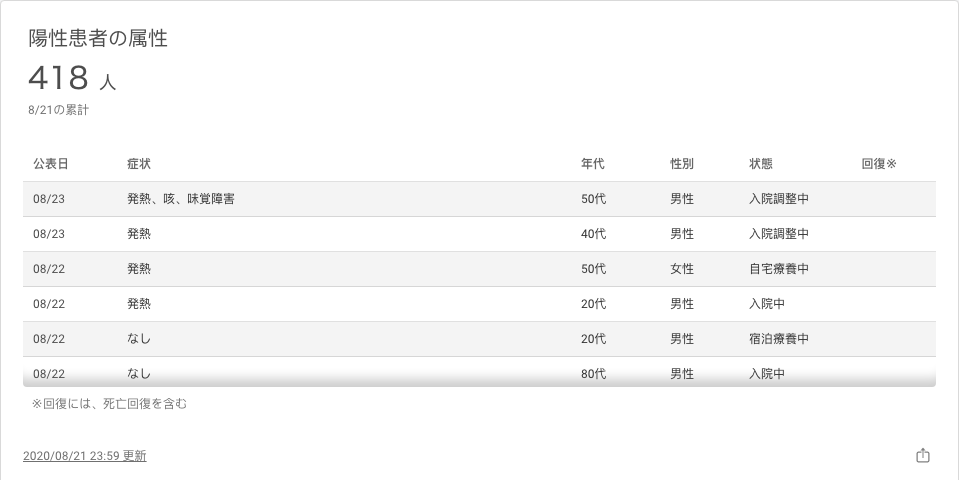 陽性患者の属性
418 人
8/21の累計
公表日 症状 年代 性別 状態 回復※
08/23 発熱、咳、味覚障害 50代 男性 入院調整中
08/23 発熱 40代 男性 入院調整中
08/22 発熱 50代 女性 自宅療養中
08/22 発熱 20代 男性 入院中
08/22 なし 20代 男性 宿泊療養中
08/22 なし 80代 男性 入院中
※回復には、死亡回復を含む
2020/08/21 23:59 更新